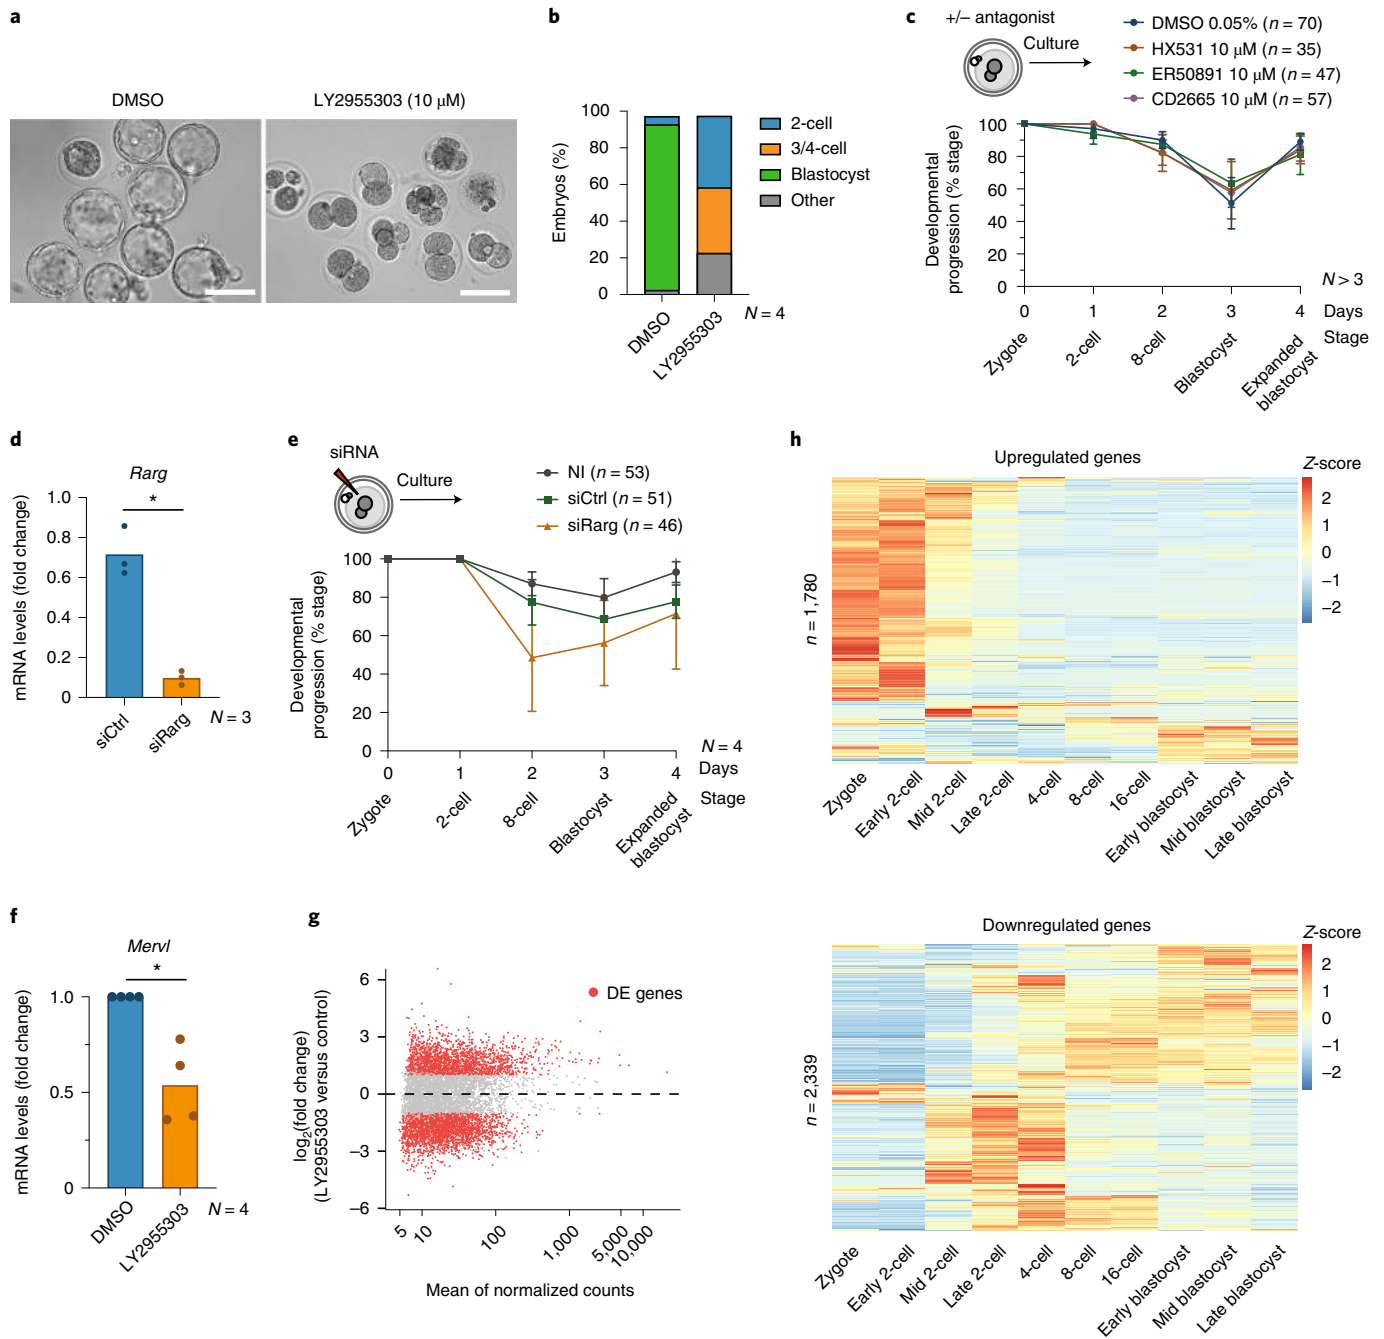 a
DMSO
LY2955303 (10 μM)
b
100
80
60
40
20
0
Embryos (%)
2-cell
3/4-cell
Blastocyst
Other
DMSO
LY2955303
N = 4
c
+/− antagonist
Culture
DMSO 0.05% (n = 70)
HX531 10 μM (n = 35)
ER50891 10 μM (n = 47)
CD2665 10 μM (n = 57)
Developmental
progression (% stage)
100
80
60
40
20
0
N > 3
0 1 2 3 4 Days
Stage
Zygote
2-cell
8-cell
Blastocyst
Expanded
blastocyst
d
Rarg
*
mRNA levels (fold change)
1.0
0.8
0.6
0.4
0.2
0
siCtrl
siRarg
N = 3
e
siRNA
Culture
NI (n = 53)
siCtrl (n = 51)
siRarg (n = 46)
Developmental
progression (% stage)
100
80
60
40
20
0
N = 4
0 1 2 3 4 Days
Stage
Zygote
2-cell
8-cell
Blastocyst
Expanded
blastocyst
f
Mervl
*
mRNA levels (fold change)
1.0
0.5
0
DMSO
LY2955303
N = 4
g
log2(fold change)
(LY2955303 versus control)
6
3
0
−3
−6
DE genes
5 10 100 1,000 5,000 10,000
Mean of normalized counts
h
Upregulated genes
Z-score
2
1
0
−1
−2
n = 1,780
Zygote
Early 2-cell
Mid 2-cell
Late 2-cell
4-cell
8-cell
16-cell
Early blastocyst
Mid blastocyst
Late blastocyst
Downregulated genes
Z-score
2
1
0
−1
−2
n = 2,339
Zygote
Early 2-cell
Mid 2-cell
Late 2-cell
4-cell
8-cell
16-cell
Early blastocyst
Mid blastocyst
Late blastocyst